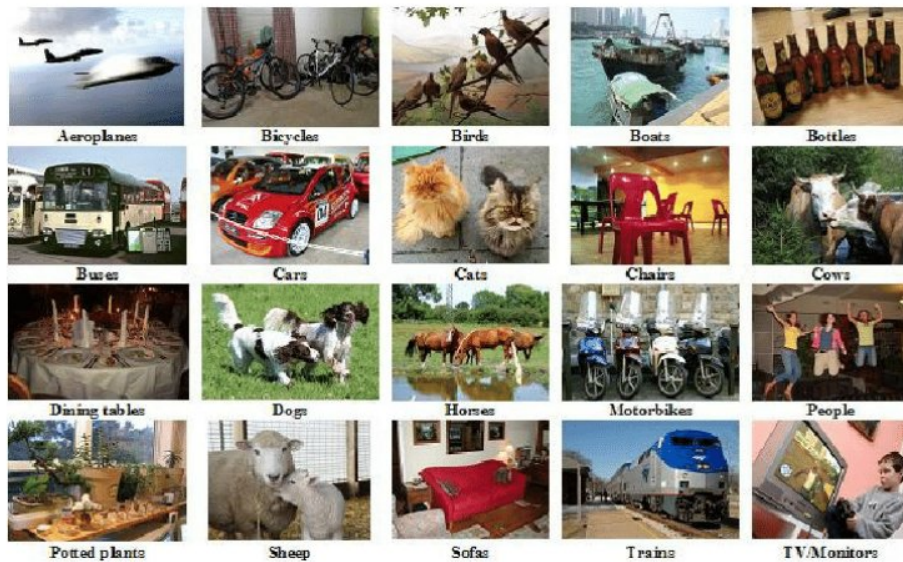 Aeroplanes
Bicycles
Birds
Boats
Bottles
Buses
Cars
Cats
Chairs
Cows
Dining tables
Dogs
Horses
Motorbikes
People
Potted plants
Sheep
Sofas
Trains
TV/Monitors